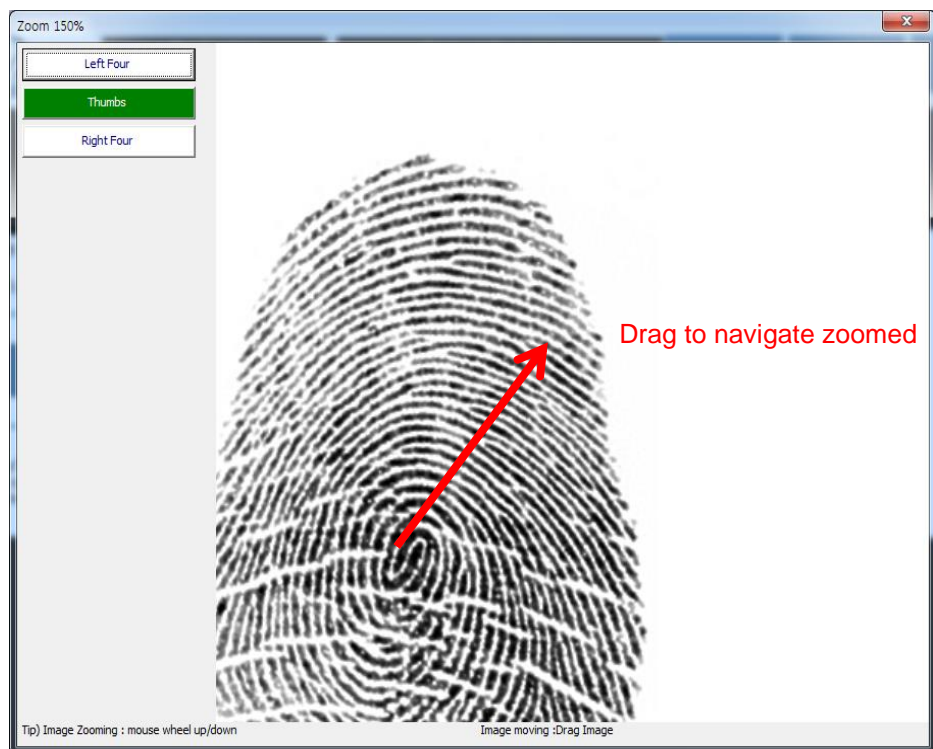 Zoom 150%
Left Four
Thumbs
Right Four
Drag to navigate zoomed
Tip) Image Zooming : mouse wheel up/down
Image moving :Drag Image